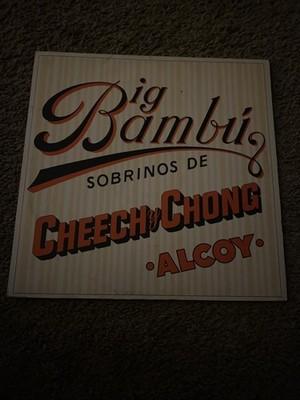 Big
Bambú
SOBRINOS DE
CHEECH y CHONG
•ALCOY•